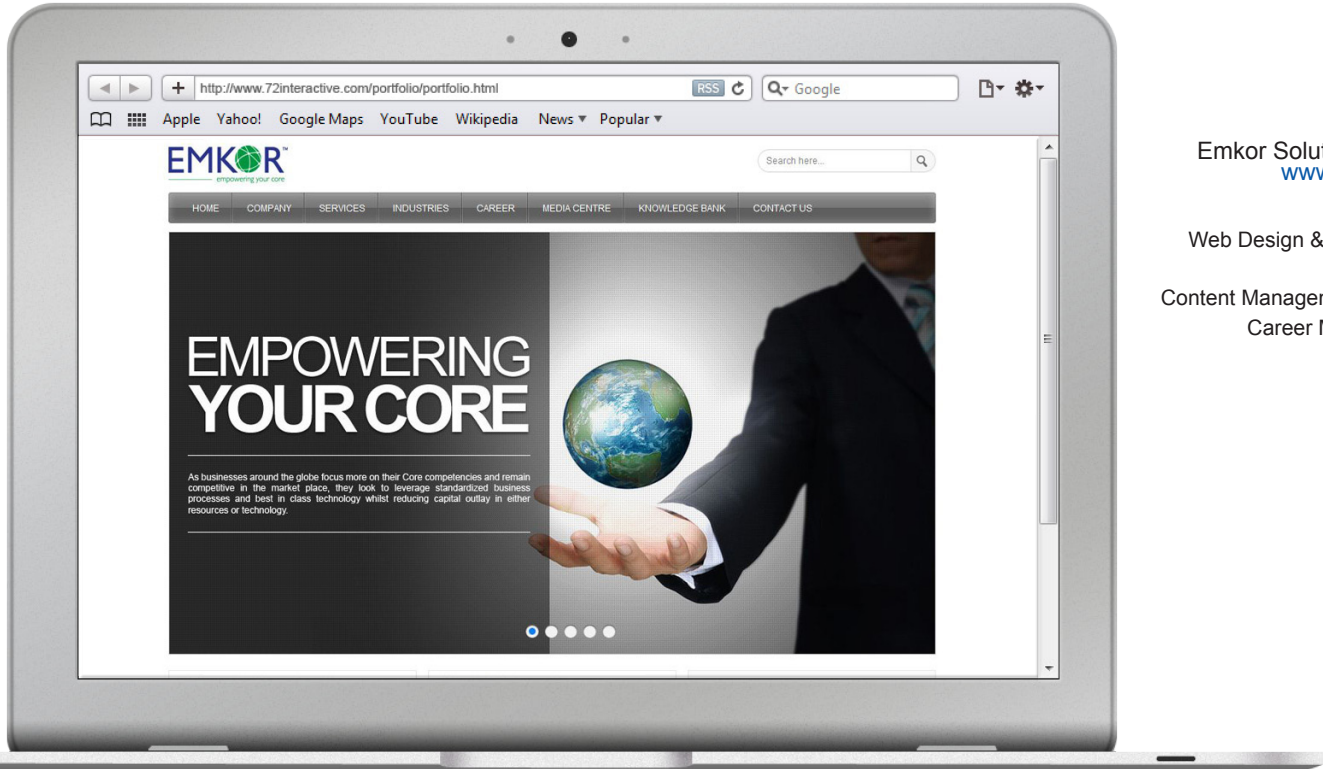 http://www.72interactive.com/portfolio/portfolio.html
RSS
Google
Apple Yahoo! Google Maps YouTube Wikipedia News Popular
EMKOR™
empowering your core
Search here...
HOME COMPANY SERVICES INDUSTRIES CAREER MEDIA CENTRE KNOWLEDGE BANK CONTACT US
EMPOWERING
YOUR CORE
As businesses around the globe focus more on their Core competencies and remain
competitive in the market place, they look to leverage standardized business
processes and best in class technology whilst reducing capital outlay in either
resources or technology.
Emkor Solut
www
Web Design &
Content Manager
Career